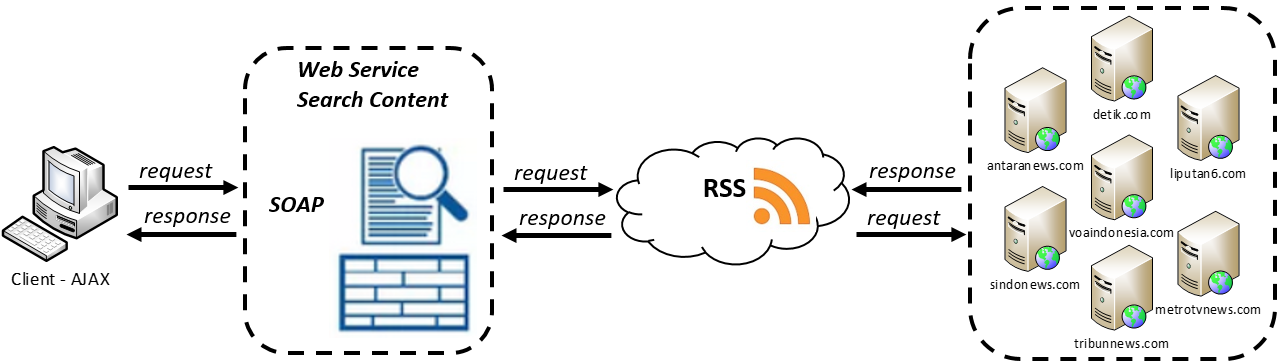 Client - AJAX
request
response
Web Service
Search Content
SOAP
request
response
RSS
response
request
detik.com
antaranews.com
liputan6.com
voaindonesia.com
sindonews.com
metrotvnews.com
tribunnews.com